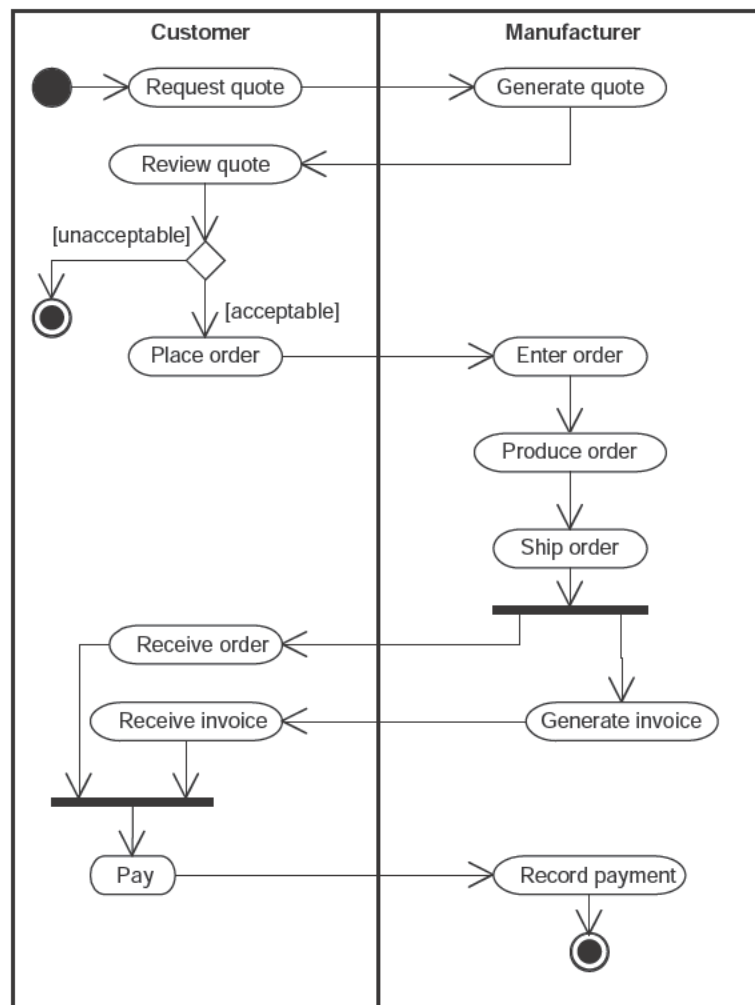 Customer
Manufacturer
Request quote
Generate quote
Review quote
[unacceptable]
[acceptable]
Place order
Enter order
Produce order
Ship order
Receive order
Receive invoice
Generate invoice
Pay
Record payment